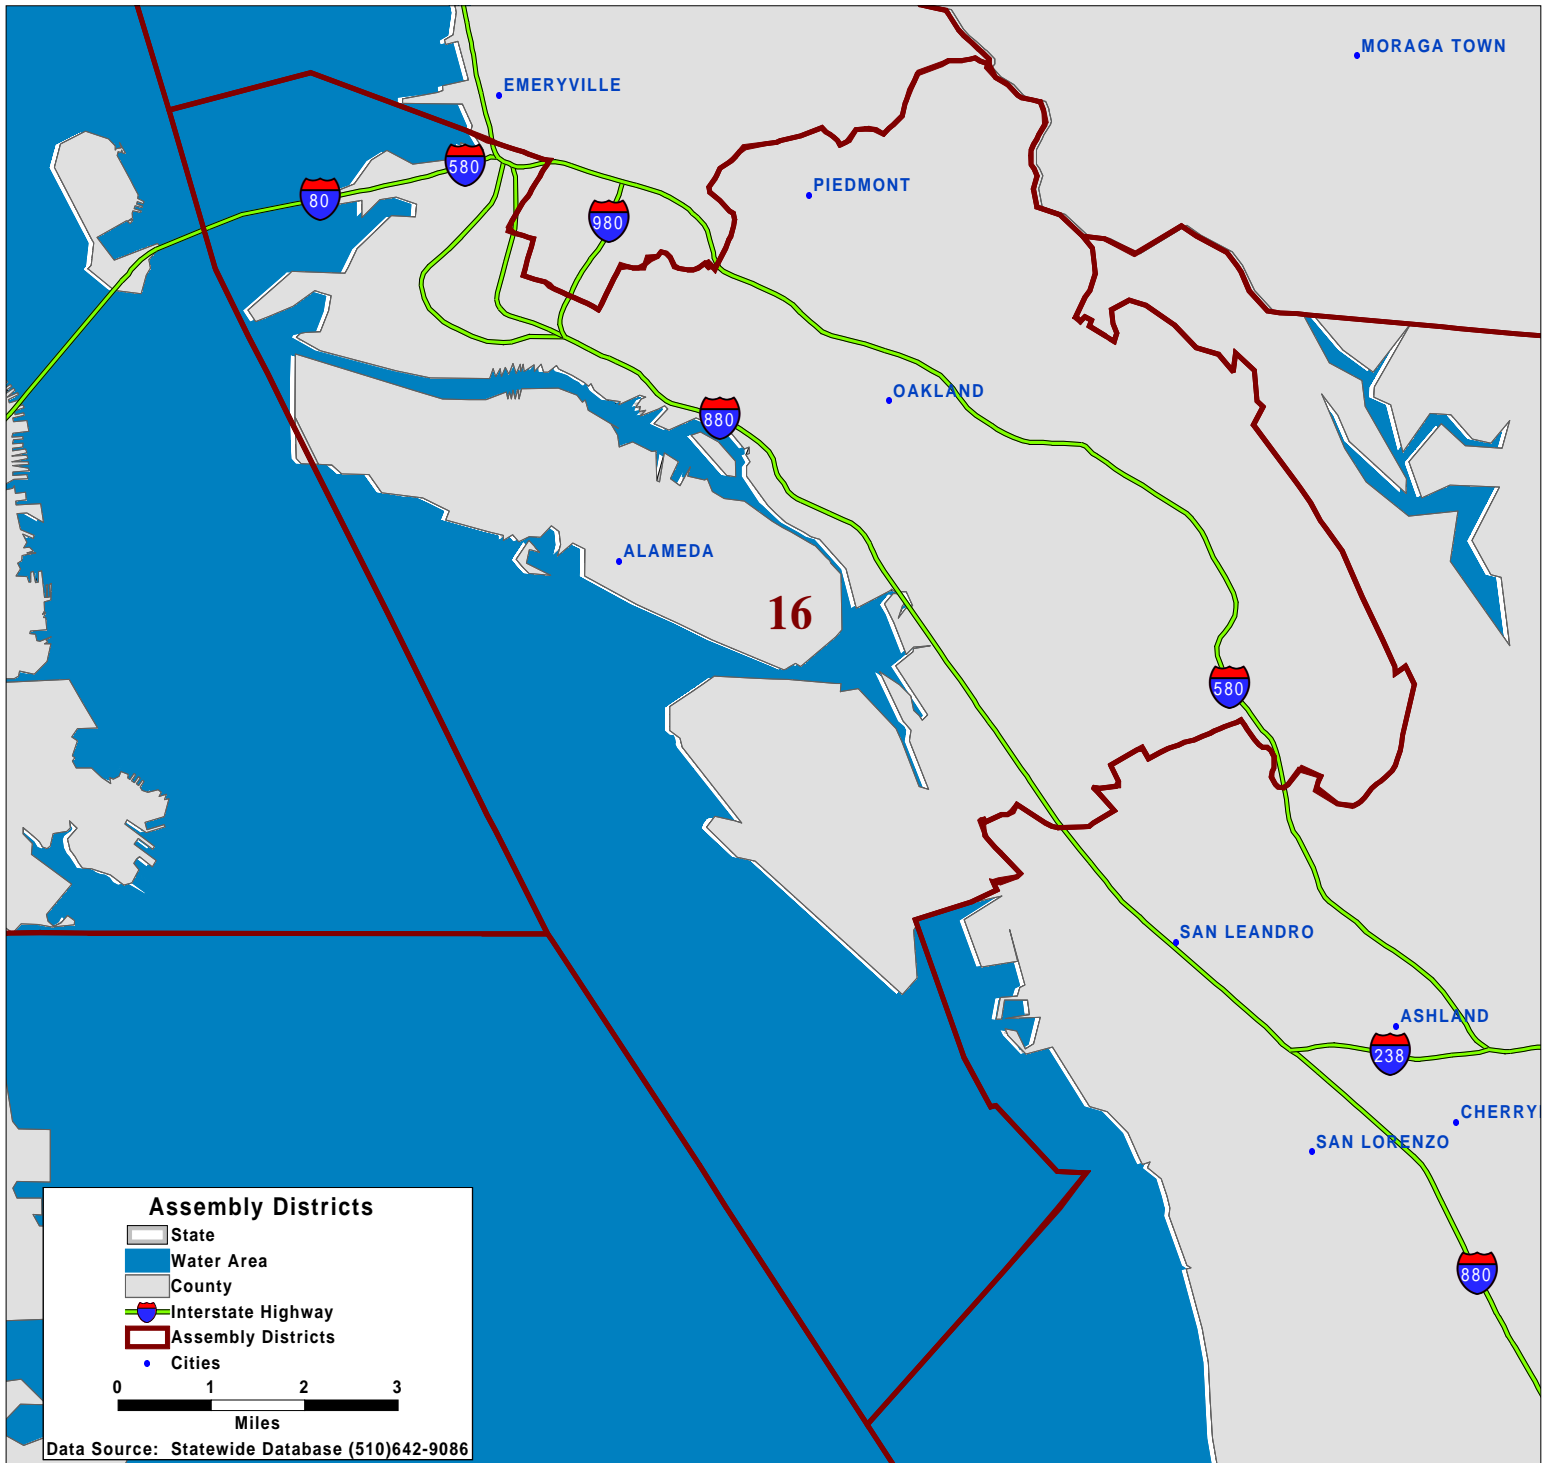 MORAGA TOWN
EMERYVILLE
580
80
PIEDMONT
980
OAKLAND
880
ALAMEDA
16
580
SAN LEANDRO
ASHLAND
238
CHERRY
SAN LORENZO
880
Assembly Districts
State
Water Area
County
Interstate Highway
Assembly Districts
Cities
0 1 2 3
Miles
Data Source: Statewide Database (510)642-9086